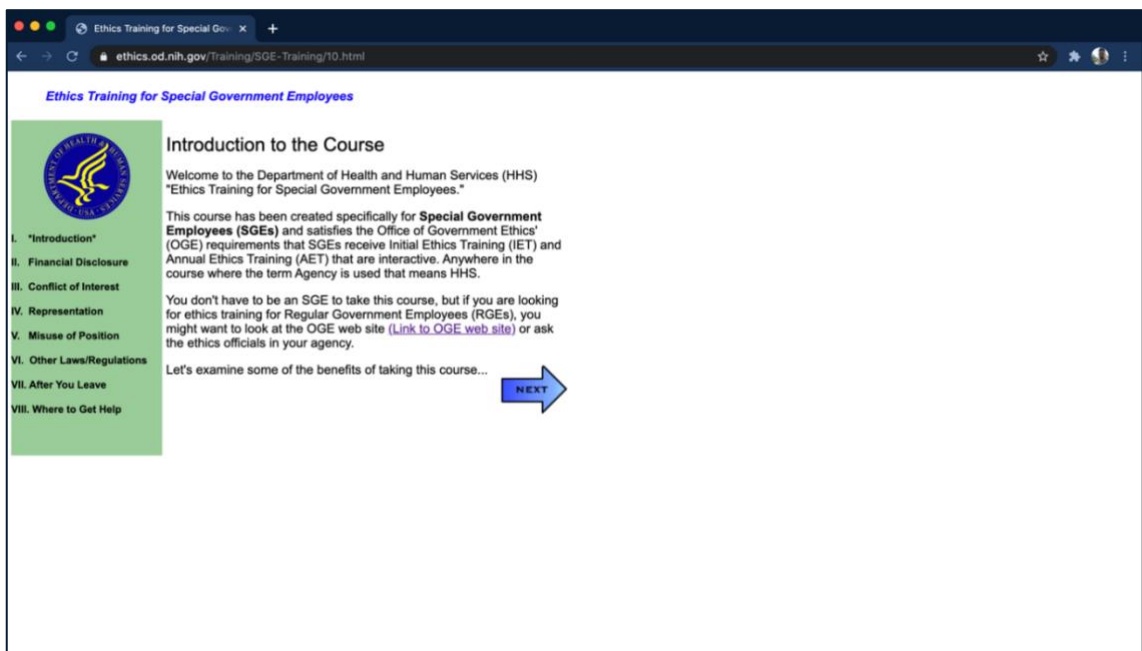 Ethics Training for Special Gov
ethics.od.nih.gov/Training/SGE-Training/10.html
Ethics Training for Special Government Employees
DEPARTMENT OF HEALTH & HUMAN SERVICES · USA
I. *Introduction*
II. Financial Disclosure
III. Conflict of Interest
IV. Representation
V. Misuse of Position
VI. Other Laws/Regulations
VII. After You Leave
VIII. Where to Get Help
Introduction to the Course
Welcome to the Department of Health and Human Services (HHS)
"Ethics Training for Special Government Employees."
This course has been created specifically for Special Government
Employees (SGEs) and satisfies the Office of Government Ethics'
(OGE) requirements that SGEs receive Initial Ethics Training (IET) and
Annual Ethics Training (AET) that are interactive. Anywhere in the
course where the term Agency is used that means HHS.
You don't have to be an SGE to take this course, but if you are looking
for ethics training for Regular Government Employees (RGEs), you
might want to look at the OGE web site (Link to OGE web site) or ask
the ethics officials in your agency.
Let's examine some of the benefits of taking this course...
NEXT